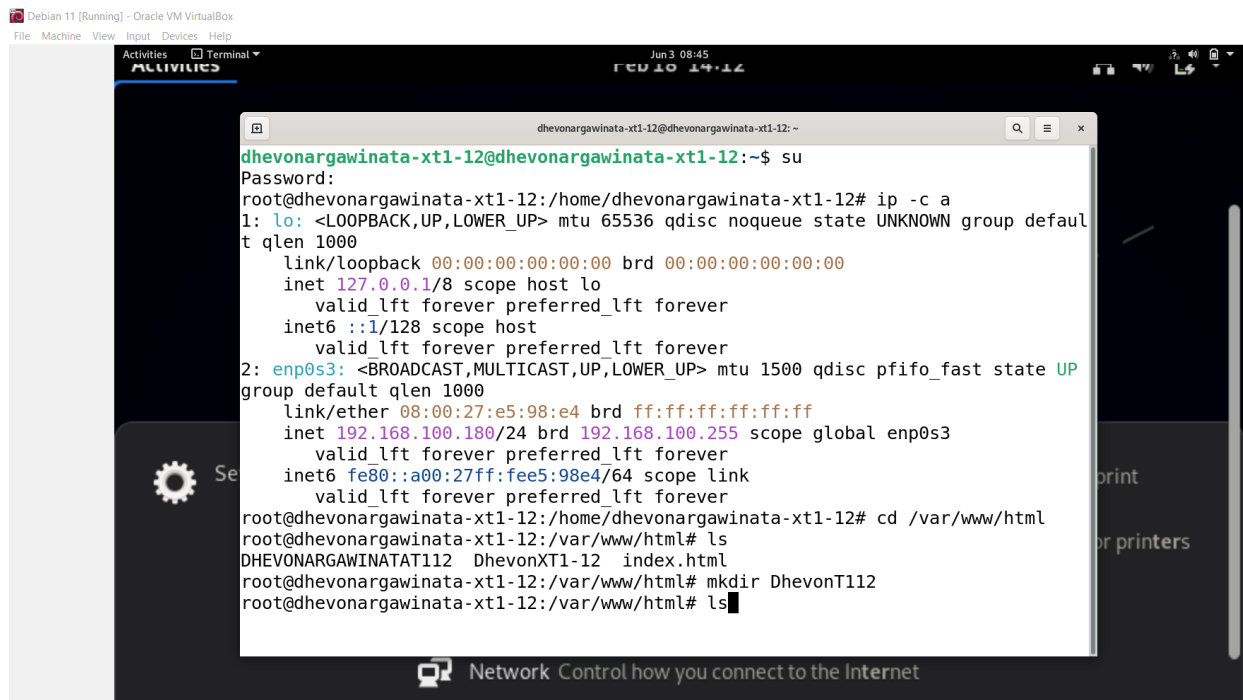 Debian 11 [Running] - Oracle VM VirtualBox
File Machine View Input Devices Help
Activities Terminal Jun 3 08:45
Activities Feb 18 14:12
dhevonargawinata-xt1-12@dhevonargawinata-xt1-12: ~
dhevonargawinata-xt1-12@dhevonargawinata-xt1-12:~$ su
Password:
root@dhevonargawinata-xt1-12:/home/dhevonargawinata-xt1-12# ip -c a
1: lo: <LOOPBACK,UP,LOWER_UP> mtu 65536 qdisc noqueue state UNKNOWN group defaul
t qlen 1000
link/loopback 00:00:00:00:00:00 brd 00:00:00:00:00:00
inet 127.0.0.1/8 scope host lo
valid_lft forever preferred_lft forever
inet6 ::1/128 scope host
valid_lft forever preferred_lft forever
2: enp0s3: <BROADCAST,MULTICAST,UP,LOWER_UP> mtu 1500 qdisc pfifo_fast state UP
group default qlen 1000
link/ether 08:00:27:e5:98:e4 brd ff:ff:ff:ff:ff:ff
inet 192.168.100.180/24 brd 192.168.100.255 scope global enp0s3
valid_lft forever preferred_lft forever
inet6 fe80::a00:27ff:fee5:98e4/64 scope link
valid_lft forever preferred_lft forever
root@dhevonargawinata-xt1-12:/home/dhevonargawinata-xt1-12# cd /var/www/html
root@dhevonargawinata-xt1-12:/var/www/html# ls
DHEVONARGAWINATAT112 DhevonXT1-12 index.html
root@dhevonargawinata-xt1-12:/var/www/html# mkdir DhevonT112
root@dhevonargawinata-xt1-12:/var/www/html# ls
Se
print
or printers
Network Control how you connect to the Internet